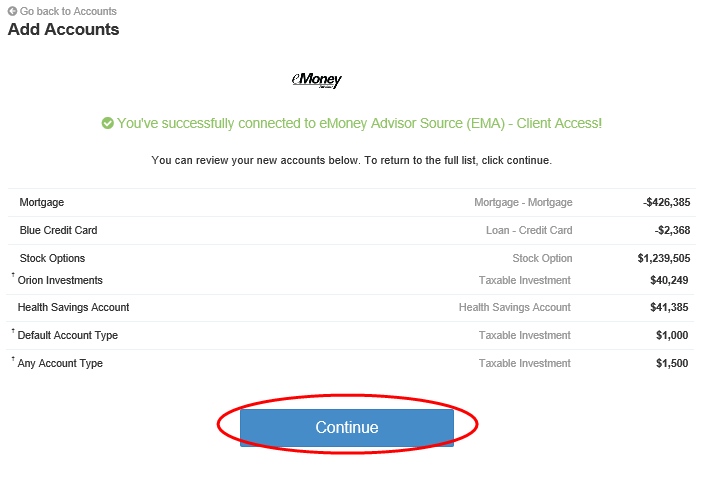 Go back to Accounts
Add Accounts
eMoney
You've successfully connected to eMoney Advisor Source (EMA) - Client Access!
You can review your new accounts below. To return to the full list, click continue.
Mortgage Mortgage - Mortgage -$426,385
Blue Credit Card Loan - Credit Card -$2,368
Stock Options Stock Option $1,239,505
† Orion Investments Taxable Investment $40,249
Health Savings Account Health Savings Account $41,385
† Default Account Type Taxable Investment $1,000
† Any Account Type Taxable Investment $1,500
Continue